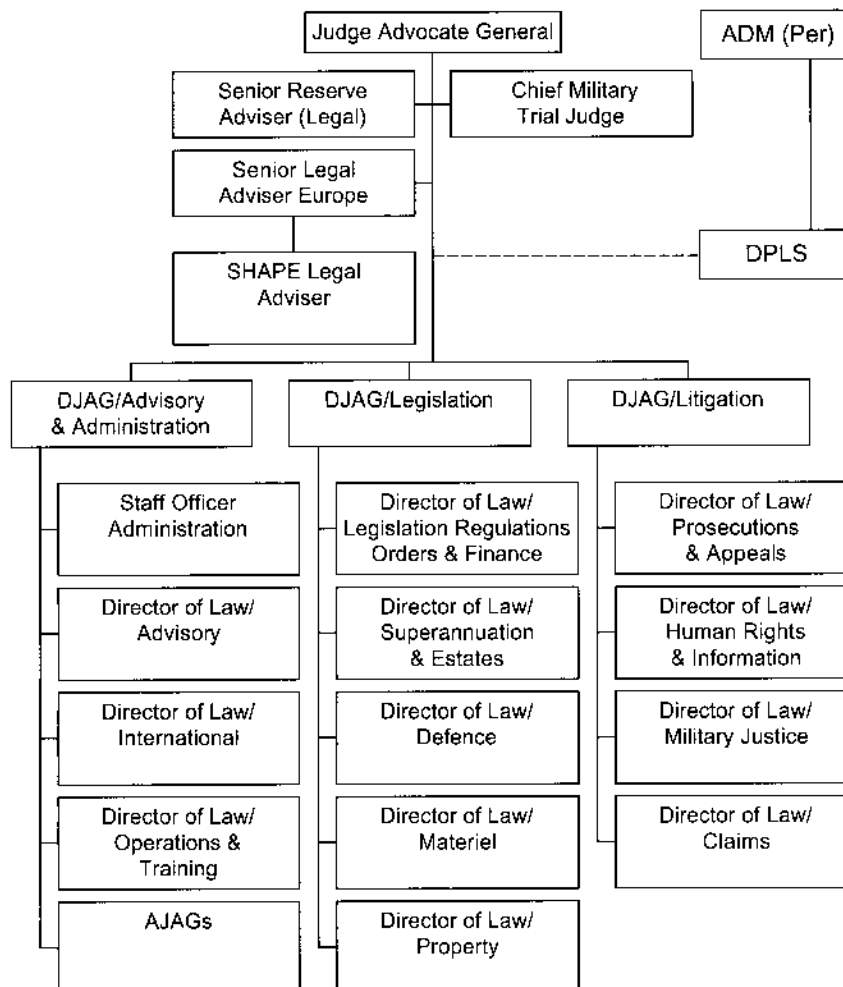 Judge Advocate General
ADM (Per)
Senior Reserve
Adviser (Legal)
Chief Military
Trial Judge
Senior Legal
Adviser Europe
DPLS
SHAPE Legal
Adviser
DJAG/Advisory
& Administration
DJAG/Legislation
DJAG/Litigation
Staff Officer
Administration
Director of Law/
Legislation Regulations
Orders & Finance
Director of Law/
Prosecutions
& Appeals
Director of Law/
Advisory
Director of Law/
Superannuation
& Estates
Director of Law/
Human Rights
& Information
Director of Law/
International
Director of Law/
Defence
Director of Law/
Military Justice
Director of Law/
Operations &
Training
Director of Law/
Materiel
Director of Law/
Claims
AJAGs
Director of Law/
Property